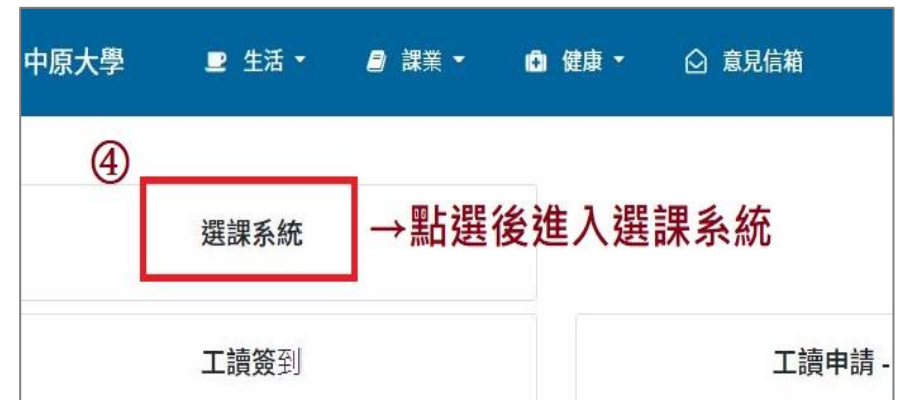 中原大學 生活 課業 健康 意見信箱
④
選課系統 →點選後進入選課系統
工讀簽到 工讀申請 -